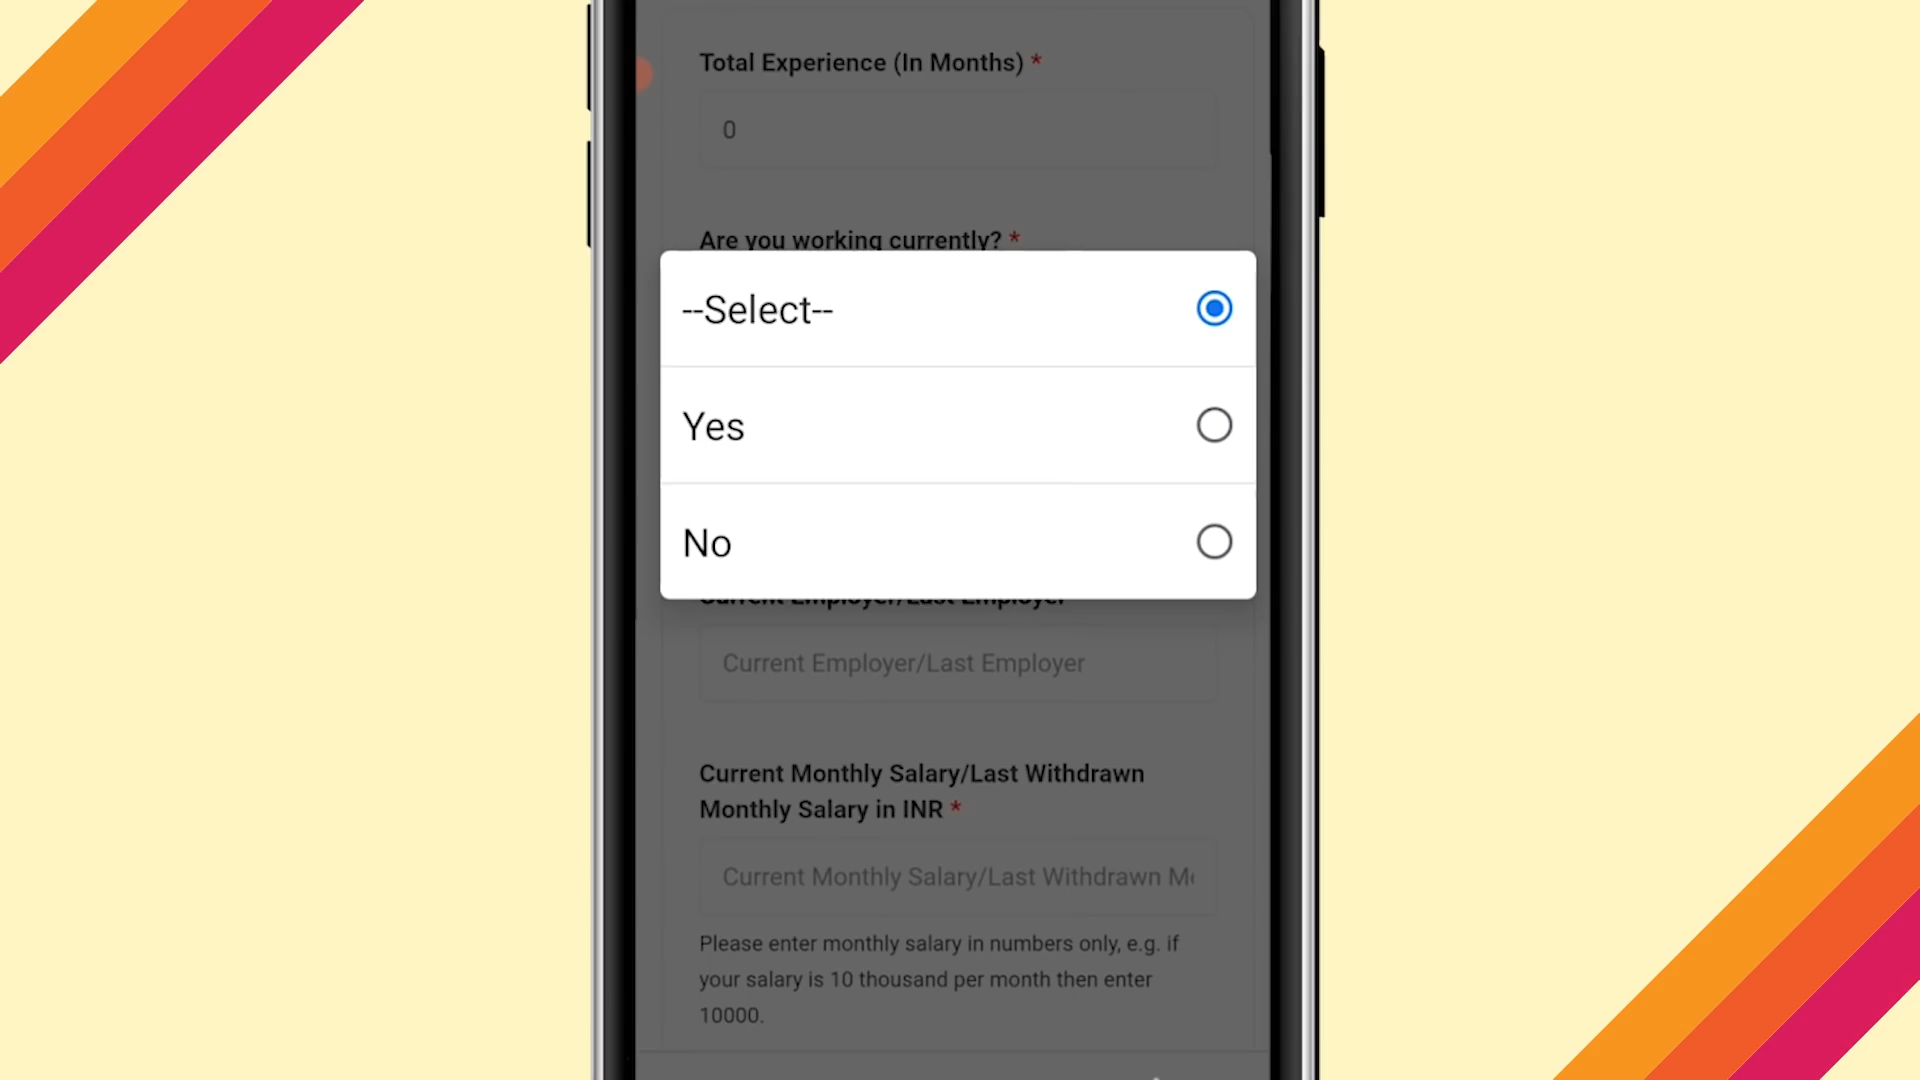 Total Experience (In Months) *
0
Are you working currently? *
--Select--
Yes
No
Current Employer/Last Employer
Current Employer/Last Employer
Current Monthly Salary/Last Withdrawn
Monthly Salary in INR *
Current Monthly Salary/Last Withdrawn
Please enter monthly salary in numbers only, e.g. if
your salary is 10 thousand per month then enter
10000.